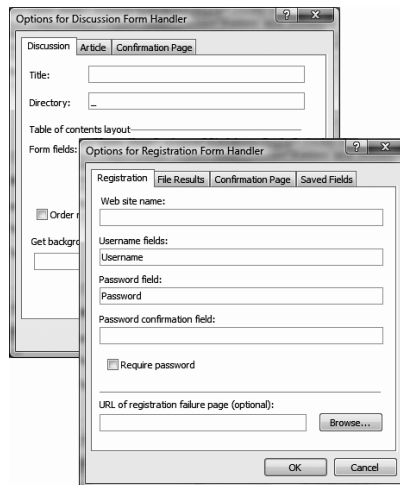 Options for Discussion Form Handler
Discussion Article Confirmation Page
Title:
Directory:
_
Table of contents layout
Form fields:
Order
Get
Options for Registration Form Handler
Registration File Results Confirmation Page Saved Fields
Web site name:
Username fields:
Username
Password field:
Password
Password confirmation field:
Require password
URL of registration failure page (optional):
Browse...
OK Cancel